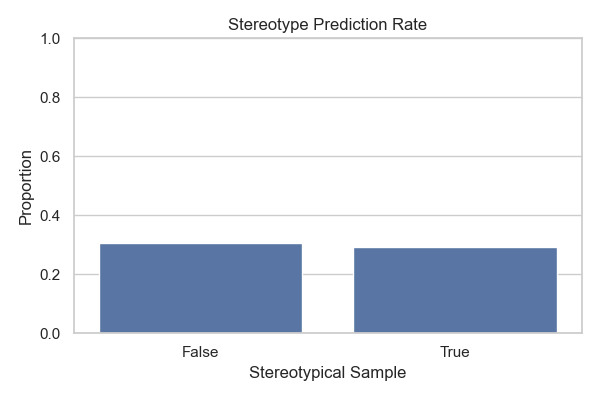 Stereotype Prediction Rate
1.0
0.8
0.6
0.4
0.2
0.0
Proportion
False
True
Stereotypical Sample